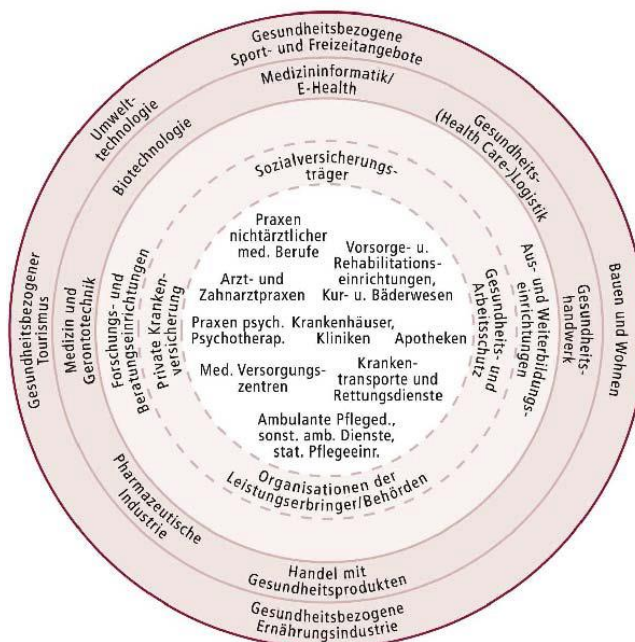 Gesundheitsbezogene
Sport- und Freizeitangebote
Medizininformatik/
E-Health
Umwelt-
technologie
Biotechnologie
Gesundheits-
(Health Care-)Logistik
Sozialversicherungs-
träger
Praxen
nichtärztlicher
med. Berufe
Vorsorge- u.
Rehabilitations-
einrichtungen,
Kur- u. Bäderwesen
Arzt- und
Zahnarztpraxen
Praxen psych.
Psychotherap.
Krankenhäuser,
Kliniken
Apotheken
Med. Versorgungs-
zentren
Kranken-
transporte und
Rettungsdienste
Ambulante Pfleged.,
sonst. amb. Dienste,
stat. Pflegeeinr.
Gesundheitsbezogener
Tourismus
Medizin und
Gerontotechnik
Forschungs- und
Beratungseinrichtungen
Private Kranken-
versicherung
Gesundheits- und
Arbeitsschutz
Aus- und Weiterbildungs-
einrichtungen
Gesundheits-
handwerk
Bauen und Wohnen
Organisationen der
Leistungserbringer/Behörden
Pharmazeutische
Industrie
Handel mit
Gesundheitsprodukten
Gesundheitsbezogene
Ernährungsindustrie